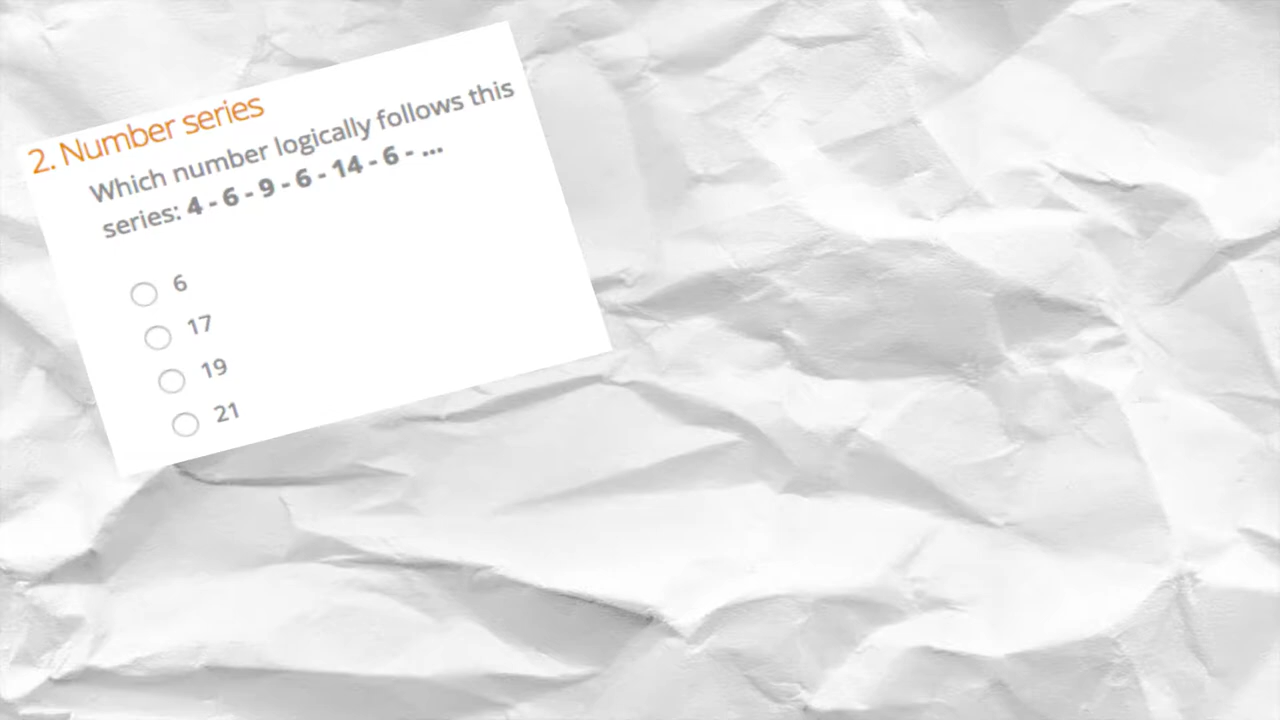 2. Number series
Which number logically follows this
series: 4 - 6 - 9 - 6 - 14 - 6 - ...
6
17
19
21